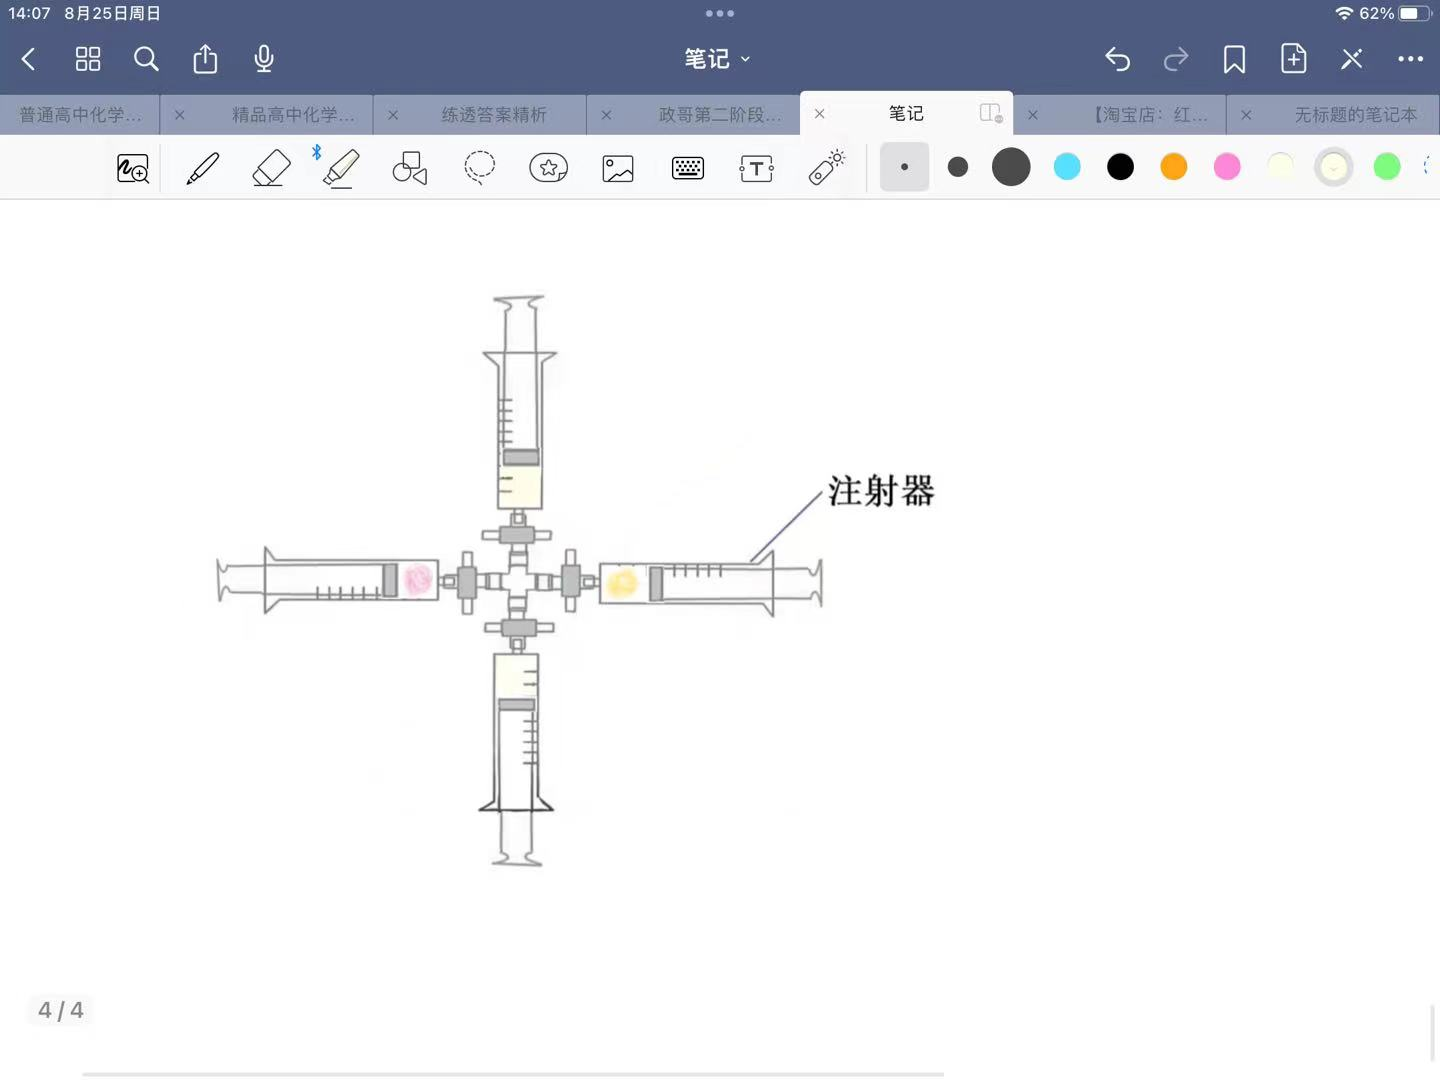 14:07 8月25日周日
62%
笔记
普通高中化学...
精品高中化学...
练透答案精析
政哥第二阶段...
笔记
【淘宝店：红...
无标题的笔记本
T
注射器
4 / 4